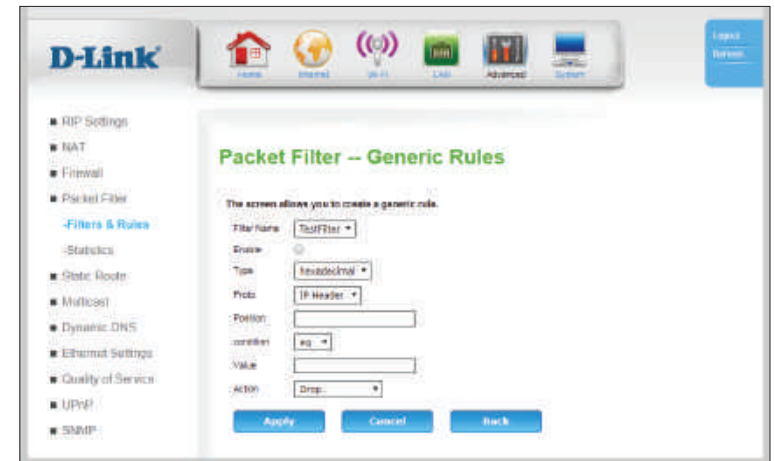 D-Link
Home
Internet
Wi-Fi
LAN
Advanced
System
Logout
Refresh
RIP Settings
NAT
Firewall
Packet Filter
-Filters & Rules
-Statistics
Static Route
Multicast
Dynamic DNS
Ethernet Settings
Quality of Service
UPnP
SNMP
Packet Filter -- Generic Rules
The screen allows you to create a generic rule.
Filter Name TestFilter
Enable
Type hexadecimal
Proto IP Header
Position
condition eq
Value
Action Drop
Apply Cancel Back